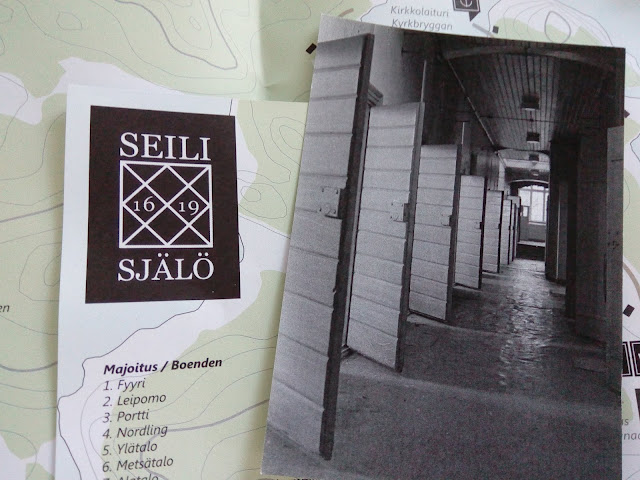 Kirkkolaituri
Kyrkbryggan
SEILI
16 19
SJÄLÖ
Majoitus / Boenden
1. Fyyri
2. Leipomo
3. Portti
4. Nordling
5. Ylätalo
6. Metsätalo